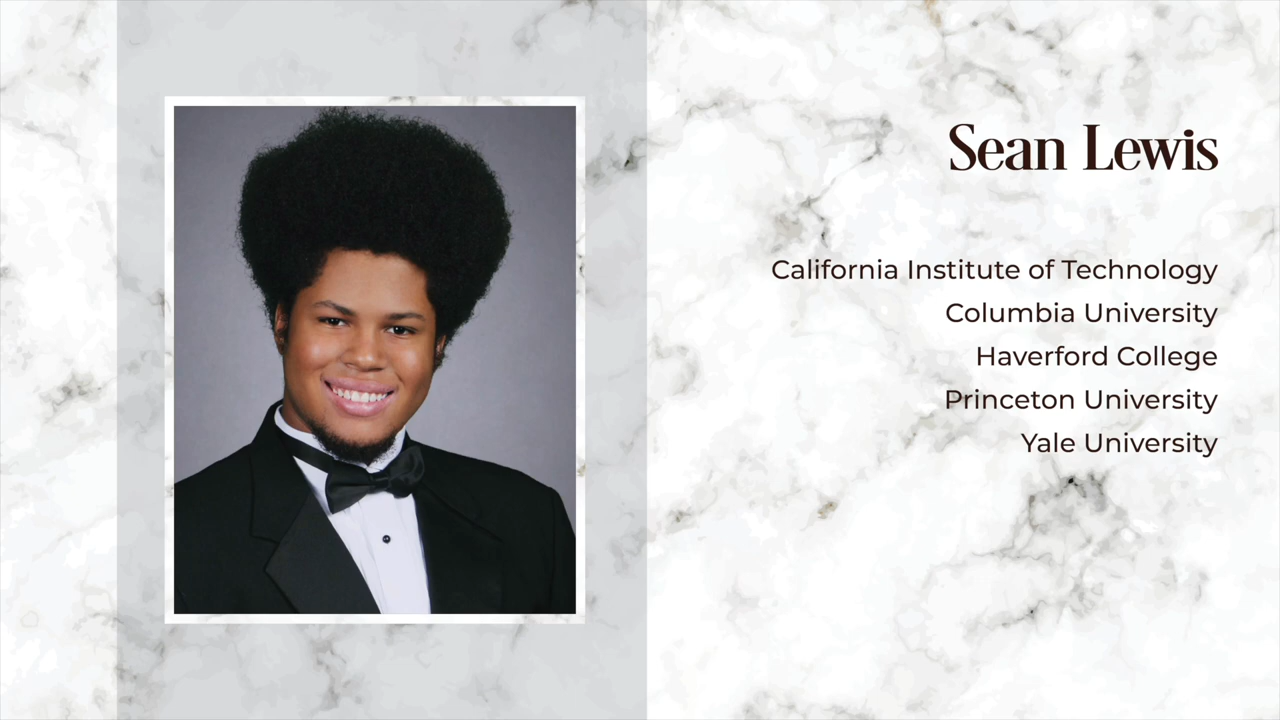 Sean Lewis
California Institute of Technology
Columbia University
Haverford College
Princeton University
Yale University